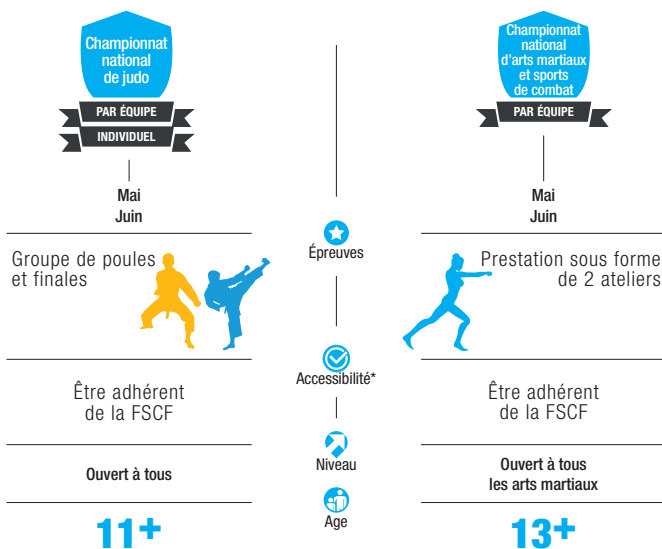 Championnat
national
de judo
PAR ÉQUIPE
INDIVIDUEL
Mai
Juin
Groupe de poules
et finales
Être adhérent
de la FSCF
Ouvert à tous
11+
Épreuves
Accessibilité*
Niveau
Age
Championnat
national
d'arts martiaux
et sports
de combat
PAR ÉQUIPE
Mai
Juin
Prestation sous forme
de 2 ateliers
Être adhérent
de la FSCF
Ouvert à tous
les arts martiaux
13+